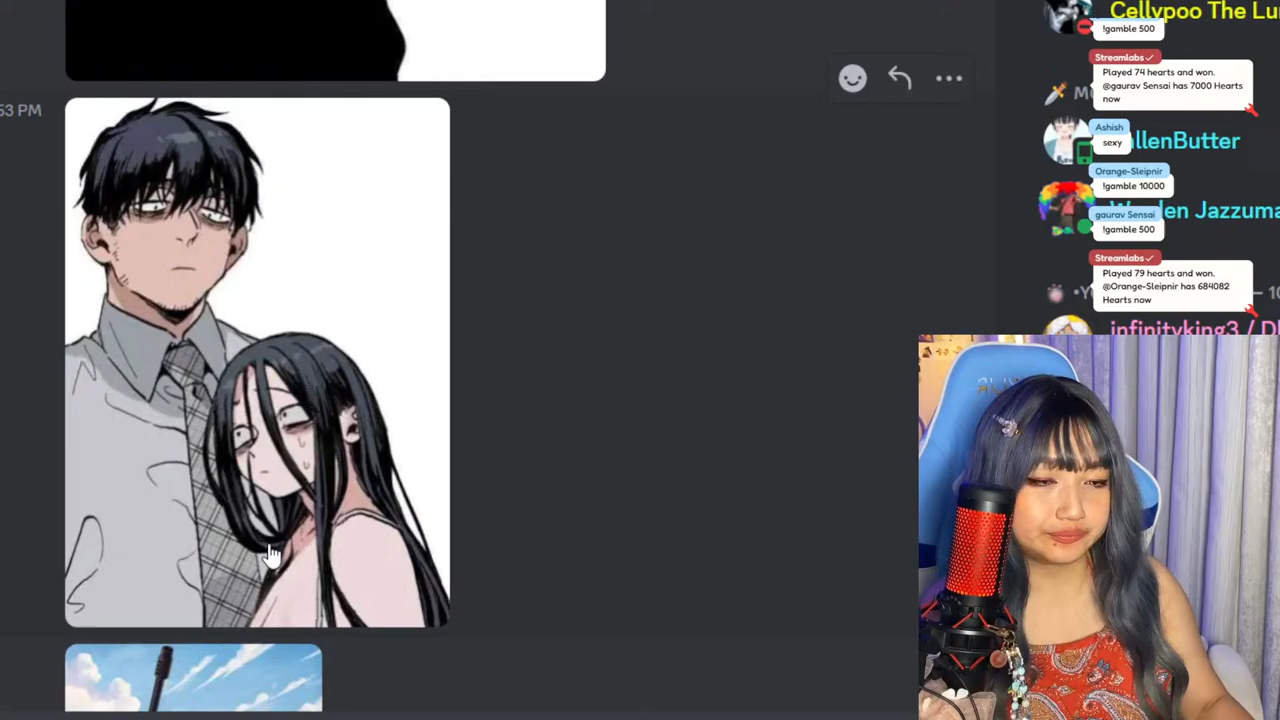 Cellypoo The Lu
!gamble 500
Streamlabs
Played 74 hearts and won.
@gaurav Sensai has 7000 Hearts
now
53 PM
Ashish
sexy
llenButter
Orange-Sleipnir
!gamble 10000
gaurav Sensai
len Jazzuma
!gamble 500
Streamlabs
Played 79 hearts and won.
@Orange-Sleipnir has 684082
Hearts now
infinityking3 / D